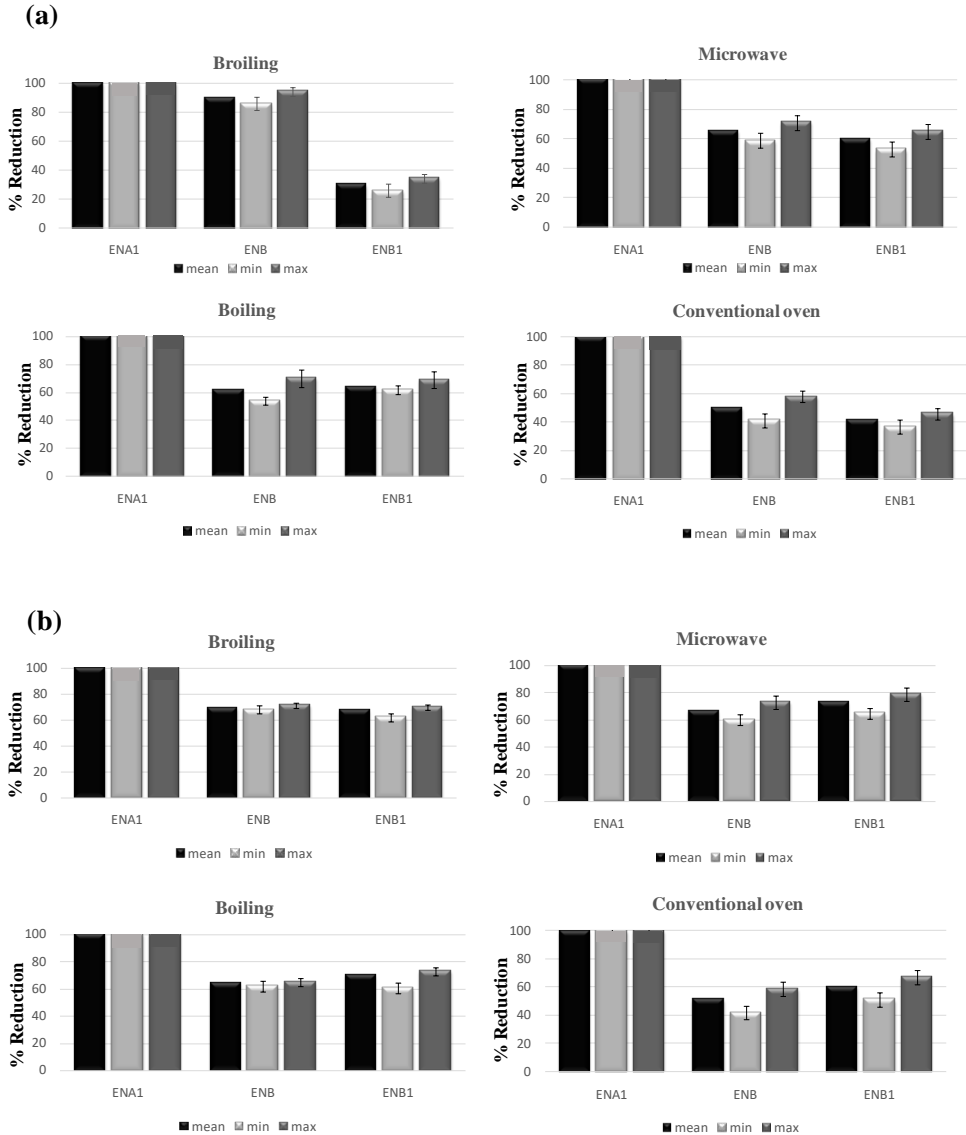 (a)
Broiling
% Reduction
100
80
60
40
20
0
ENA1 ENB ENB1
mean min max
Microwave
% Reduction
100
80
60
40
20
0
ENA1 ENB ENB1
mean min max
Boiling
% Reduction
100
80
60
40
20
0
ENA1 ENB ENB1
mean min max
Conventional oven
% Reduction
100
80
60
40
20
0
ENA1 ENB ENB1
mean min max
(b)
Broiling
% Reduction
100
80
60
40
20
0
ENA1 ENB ENB1
mean min max
Microwave
% Reduction
100
80
60
40
20
0
ENA1 ENB ENB1
mean min max
Boiling
% Reduction
100
80
60
40
20
0
ENA1 ENB ENB1
mean min max
Conventional oven
% Reduction
100
80
60
40
20
0
ENA1 ENB ENB1
mean min max